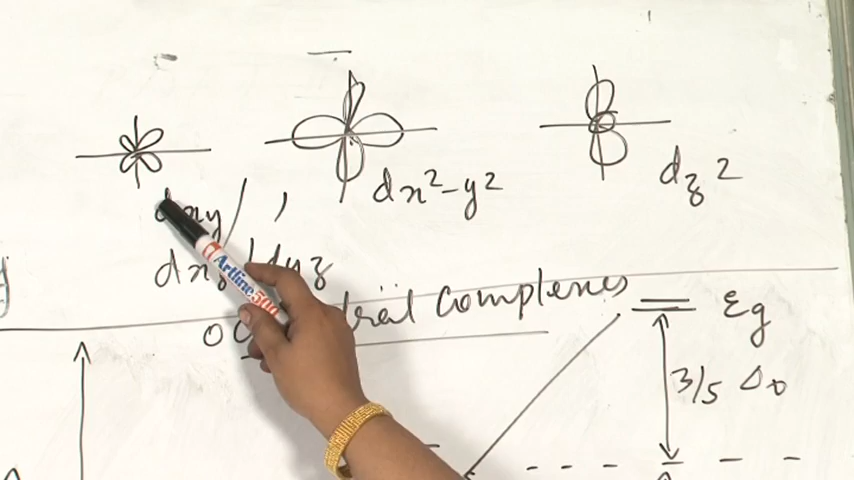 dxy / ,
dx²-y²
dz²
dxz / dyz
complexes
Eg
3/5 Δo
Artline 500